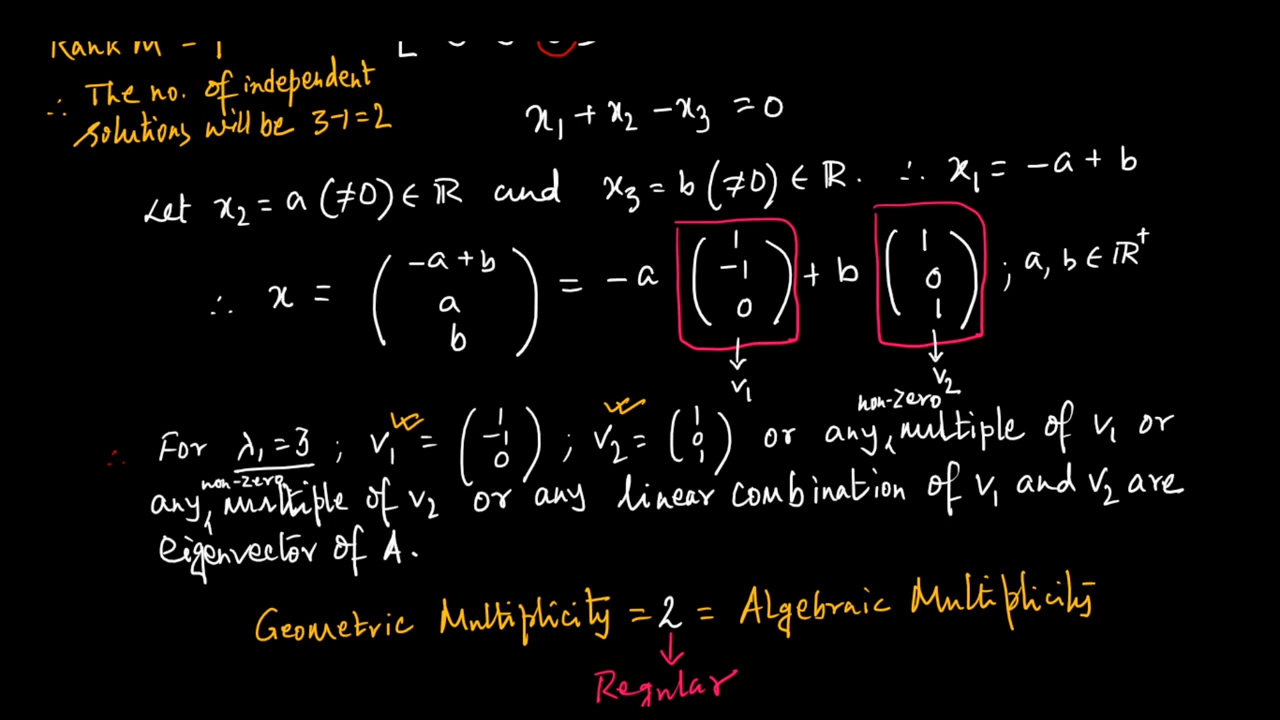 Rank M = 1
∴ The no. of independent
solutions will be 3-1=2
x₁ + x₂ - x₃ = 0
Let x₂ = a (≠0) ∈ ℝ and x₃ = b (≠0) ∈ ℝ. ∴ x₁ = -a + b
∴ x = (-a+b, a, b) = -a (1, -1, 0) + b (1, 0, 1) ; a, b ∈ ℝ⁺
v₁ v₂
∴ For λ₁ = 3 ; v₁ = (1, -1, 0) ; v₂ = (1, 0, 1) or any non-zero multiple of v₁ or
any non-zero multiple of v₂ or any linear combination of v₁ and v₂ are
eigenvector of A.
Geometric Multiplicity = 2 = Algebraic Multiplicity
Regular